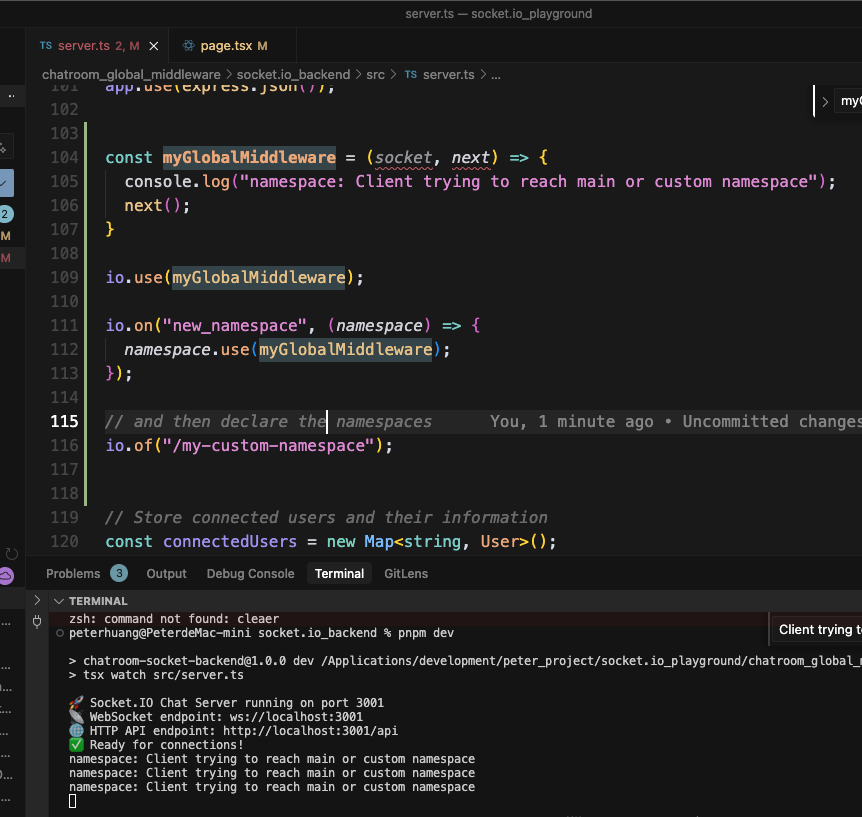 server.ts — socket.io_playground
TS server.ts 2, M ×
page.tsx M
chatroom_global_middleware > socket.io_backend > src > TS server.ts > ...
101 app.use(express.json());
102
103
104 const myGlobalMiddleware = (socket, next) => {
105 console.log("namespace: Client trying to reach main or custom namespace");
106 next();
107 }
108
109 io.use(myGlobalMiddleware);
110
111 io.on("new_namespace", (namespace) => {
112 namespace.use(myGlobalMiddleware);
113 });
114
115 // and then declare the namespaces You, 1 minute ago • Uncommitted changes
116 io.of("/my-custom-namespace");
117
118
119 // Store connected users and their information
120 const connectedUsers = new Map<string, User>();
> myG
2
M
M
Problems 3 Output Debug Console Terminal GitLens
TERMINAL
zsh: command not found: cleaer
peterhuang@PeterdeMac-mini socket.io_backend % pnpm dev
> chatroom-socket-backend@1.0.0 dev /Applications/development/peter_project/socket.io_playground/chatroom_global_m
> tsx watch src/server.ts
🚀 Socket.IO Chat Server running on port 3001
📡 WebSocket endpoint: ws://localhost:3001
🌐 HTTP API endpoint: http://localhost:3001/api
✅ Ready for connections!
namespace: Client trying to reach main or custom namespace
namespace: Client trying to reach main or custom namespace
namespace: Client trying to reach main or custom namespace
Client trying to